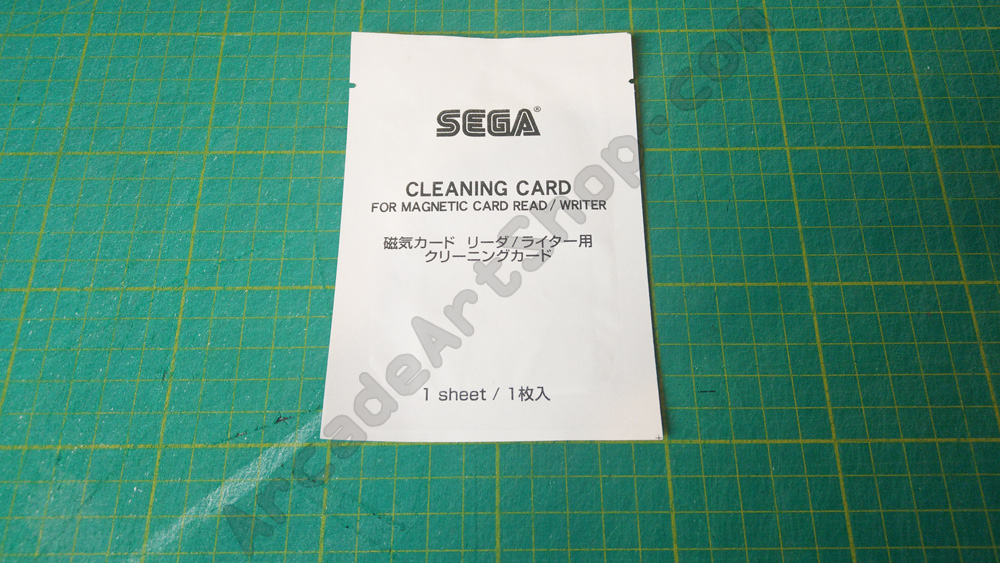 SEGA®
CLEANING CARD
FOR MAGNETIC CARD READ/WRITER
磁気カード リーダ/ライター用
クリーニングカード
1 sheet / 1枚入
ArcadeArtShop.com